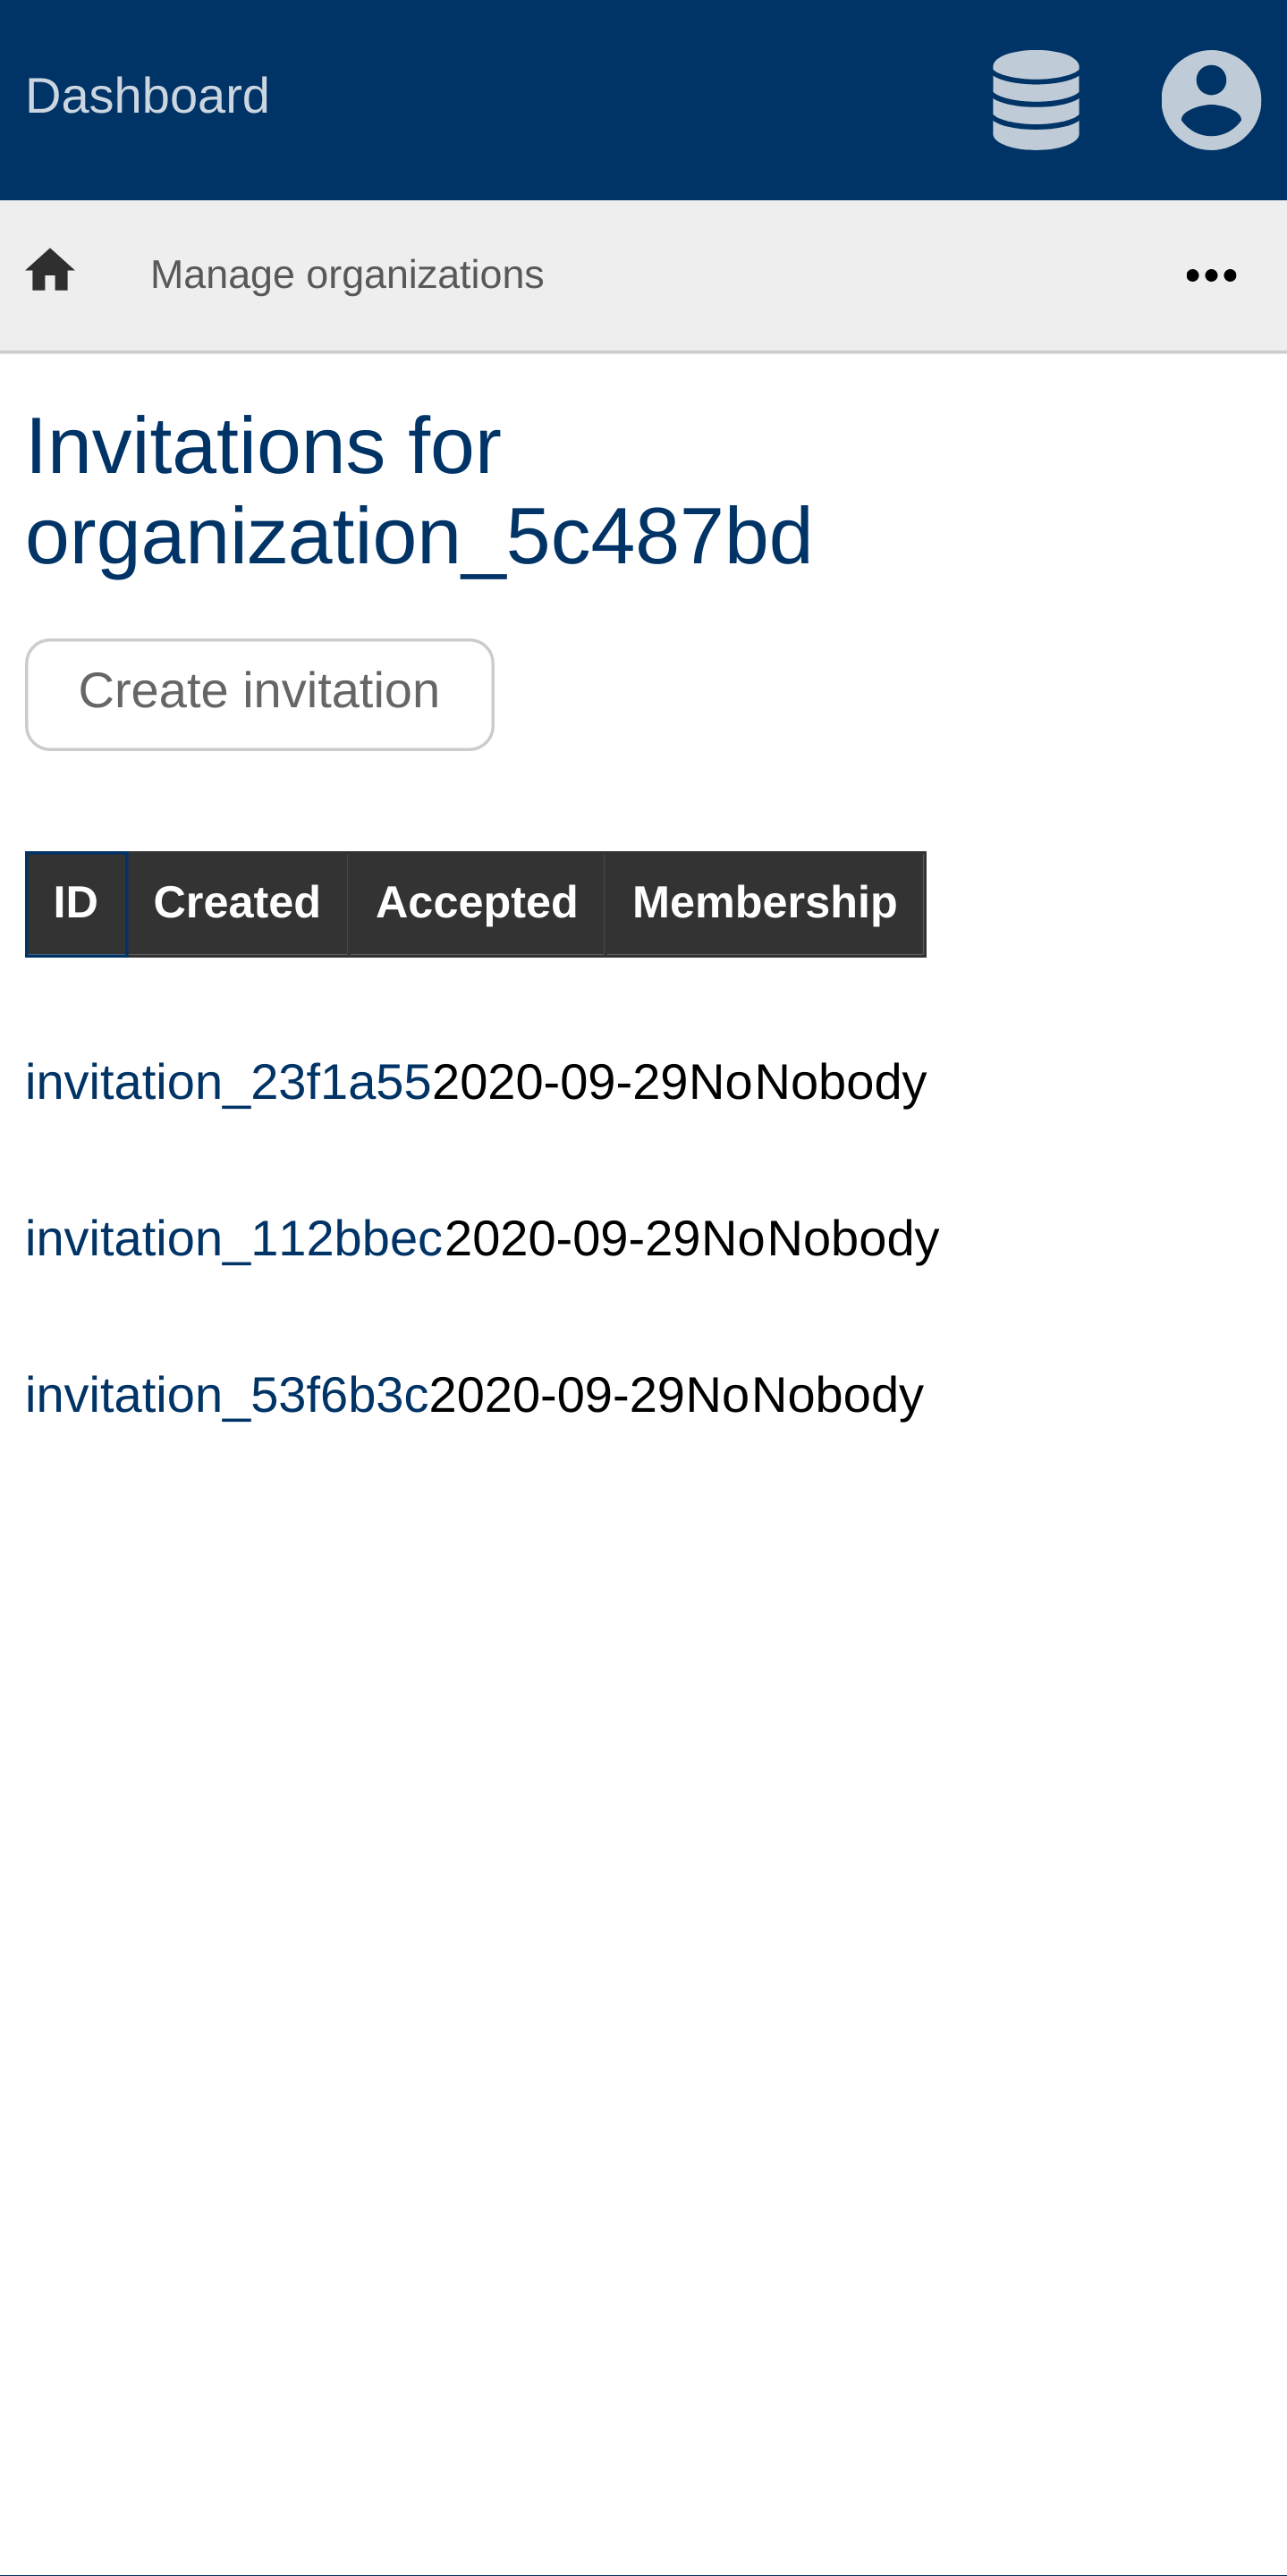 Dashboard
Manage organizations
Invitations for
organization_5c487bd
Create invitation
ID Created Accepted Membership
invitation_23f1a552020-09-29NoNobody
invitation_112bbec2020-09-29NoNobody
invitation_53f6b3c2020-09-29NoNobody